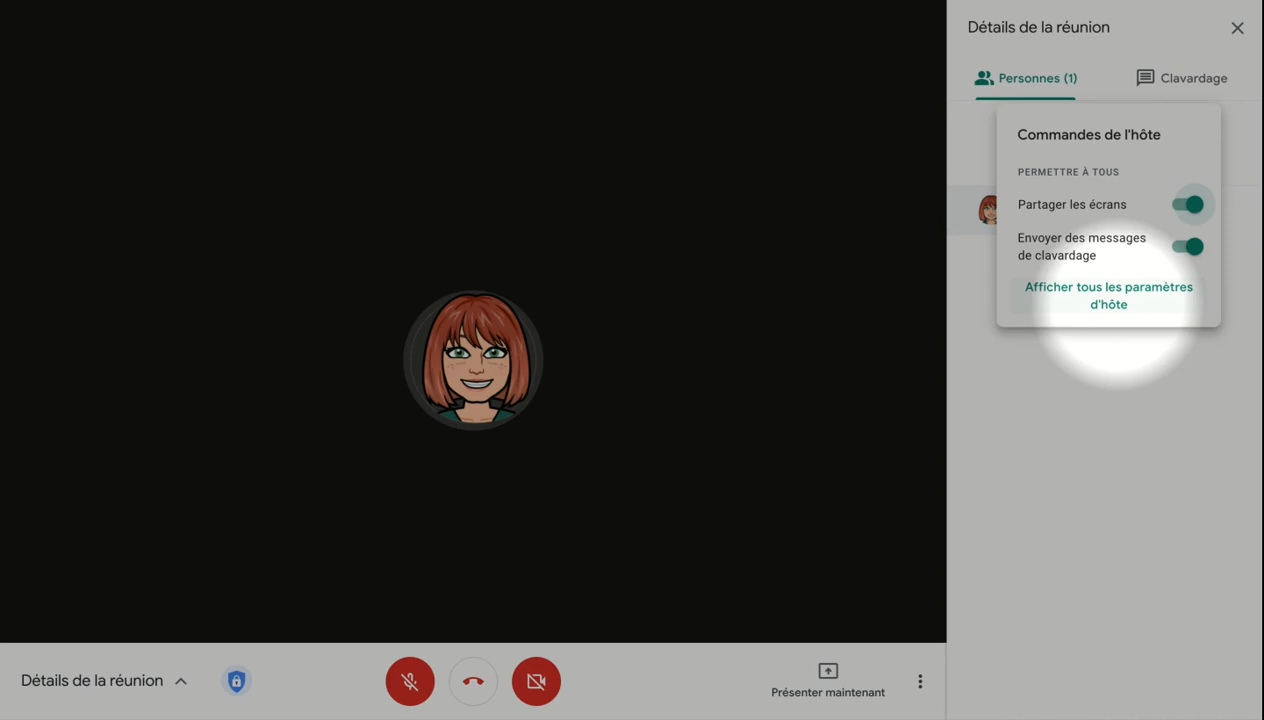 Détails de la réunion
Personnes (1)
Clavardage
Commandes de l'hôte
PERMETTRE À TOUS
Partager les écrans
Envoyer des messages
de clavardage
Afficher tous les paramètres
d'hôte
Détails de la réunion
Présenter maintenant